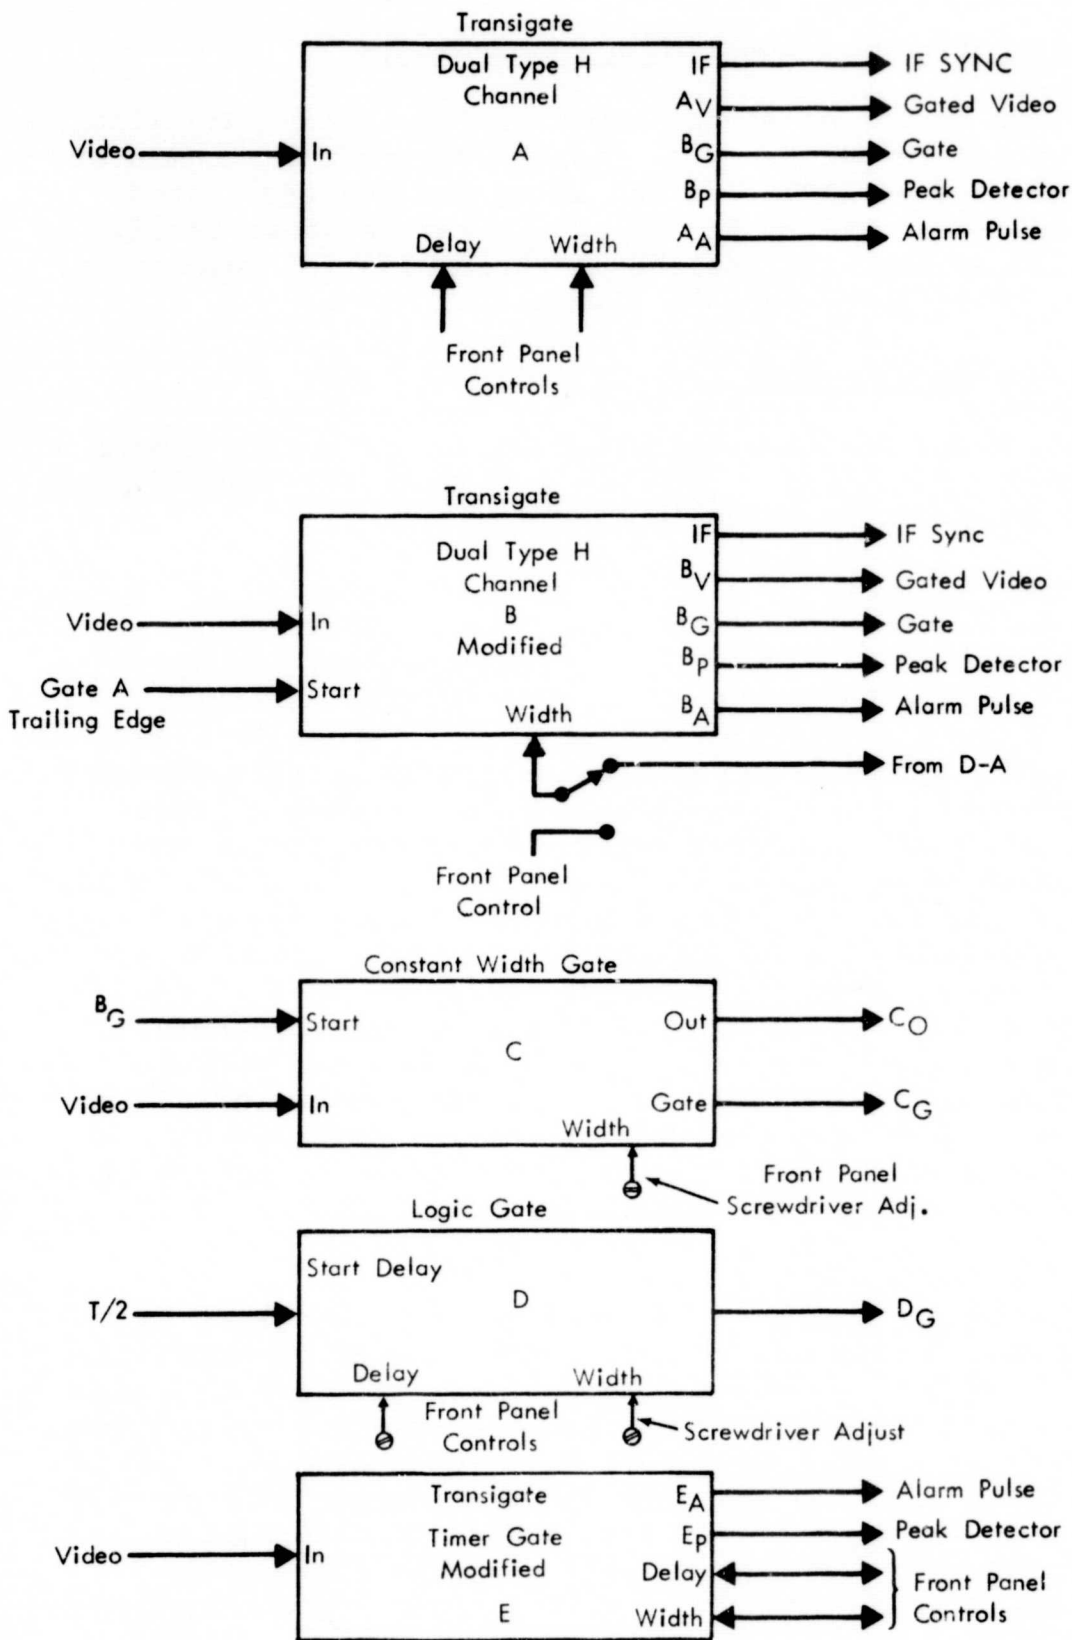 Transigate
Dual Type H
Channel
A
Video
In
IF
IF SYNC
AV
Gated Video
BG
Gate
BP
Peak Detector
AA
Alarm Pulse
Delay
Width
Front Panel
Controls
Transigate
Dual Type H
Channel
B
Modified
Video
In
Gate A
Trailing Edge
Start
IF
IF Sync
BV
Gated Video
BG
Gate
BP
Peak Detector
BA
Alarm Pulse
Width
From D-A
Front Panel
Control
Constant Width Gate
BG
Start
C
Out
CO
Video
In
Gate
CG
Width
Front Panel
Screwdriver Adj.
Logic Gate
Start Delay
T/2
D
DG
Delay
Width
Front Panel
Controls
Screwdriver Adjust
Transigate
Timer Gate
Modified
E
Video
In
EA
Alarm Pulse
EP
Peak Detector
Delay
Width
Front Panel
Controls